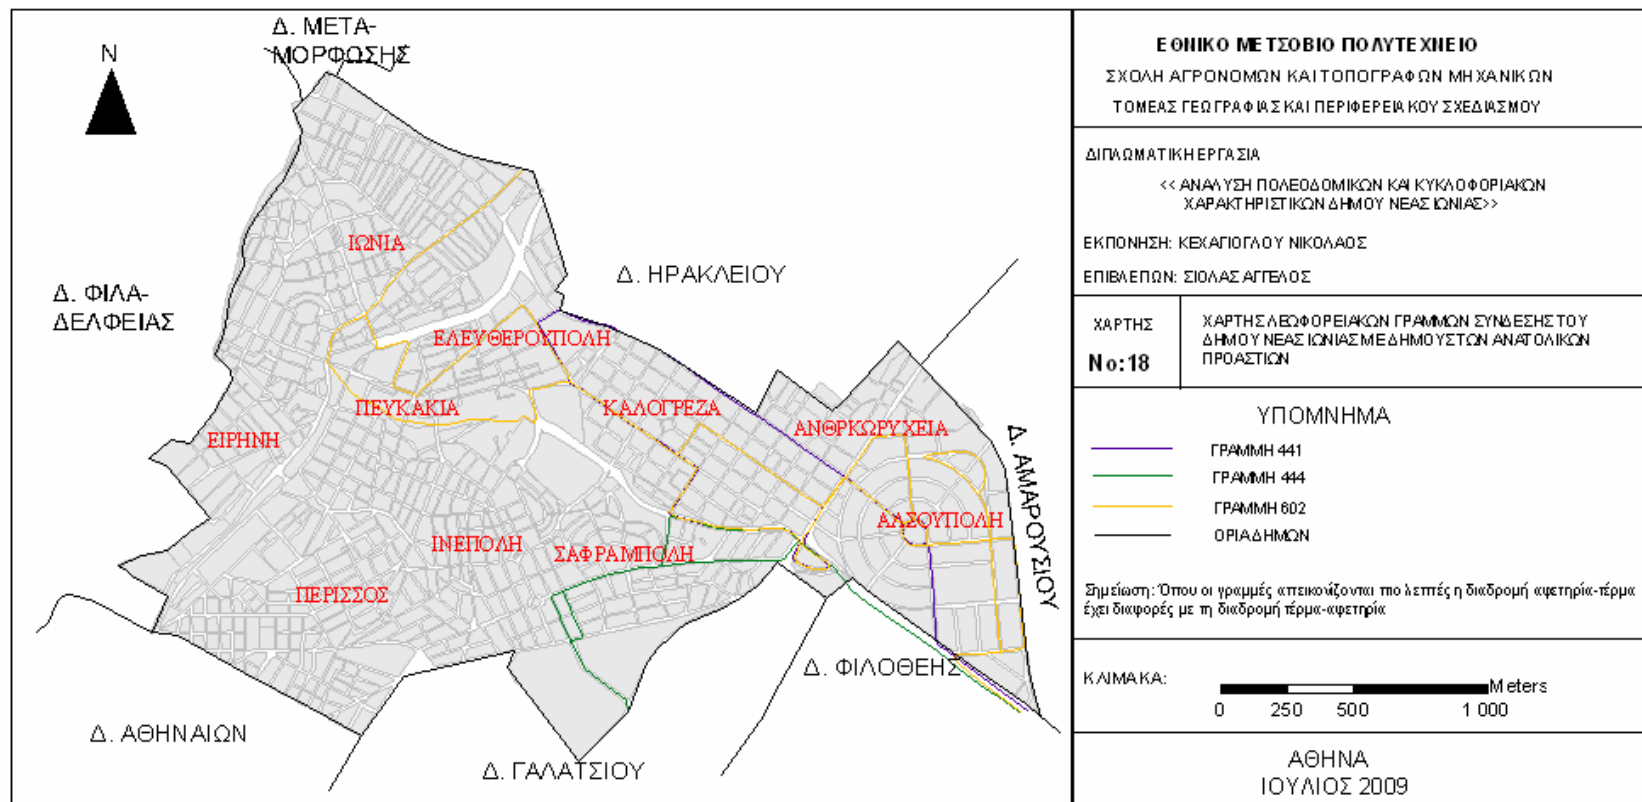 Δ. ΜΕΤΑ-
ΜΟΡΦΩΣΗΣ
N
ΙΩΝΙΑ
Δ. ΗΡΑΚΛΕΙΟΥ
Δ. ΦΙΛΑ-
ΔΕΛΦΕΙΑΣ
ΕΛΕΥΘΕΡΟΥΠΟΛΗ
ΠΕΥΚΑΚΙΑ
ΚΑΛΟΓΡΕΖΑ
ΑΝΘΡΚΩΡΥΧΕΙΑ
ΕΙΡΗΝΗ
Δ. ΑΜΑΡΟΥΣΙΟΥ
ΑΛΣΟΥΠΟΛΗ
ΙΝΕΠΟΛΗ
ΣΑΦΡΑΜΠΟΛΗ
ΠΕΡΙΣΣΟΣ
Δ. ΦΙΛΟΘΕΗΣ
Δ. ΑΘΗΝΑΙΩΝ
Δ. ΓΑΛΑΤΣΙΟΥ
ΕΘΝΙΚΟ ΜΕΤΣΟΒΙΟ ΠΟΛΥΤΕΧΝΕΙΟ
ΣΧΟΛΗ ΑΓΡΟΝΟΜΩΝ ΚΑΙ ΤΟΠΟΓΡΑΦΩΝ ΜΗΧΑΝΙΚΩΝ
ΤΟΜΕΑΣ ΓΕΩΓΡΑΦΙΑΣ ΚΑΙ ΠΕΡΙΦΕΡΕΙΑΚΟΥ ΣΧΕΔΙΑΣΜΟΥ
ΔΙΠΛΩΜΑΤΙΚΗ ΕΡΓΑΣΙΑ
<< ΑΝΑΛΥΣΗ ΠΟΛΕΟΔΟΜΙΚΩΝ ΚΑΙ ΚΥΚΛΟΦΟΡΙΑΚΩΝ
ΧΑΡΑΚΤΗΡΙΣΤΙΚΩΝ ΔΗΜΟΥ ΝΕΑΣ ΙΩΝΙΑΣ>>
ΕΚΠΟΝΗΣΗ: ΚΕΧΑΓΙΟΓΛΟΥ ΝΙΚΟΛΑΟΣ
ΕΠΙΒΛΕΠΩΝ: ΣΙΟΛΑΣ ΑΓΓΕΛΟΣ
ΧΑΡΤΗΣ
Νο:18
ΧΑΡΤΗΣ ΛΕΩΦΟΡΕΙΑΚΩΝ ΓΡΑΜΜΩΝ ΣΥΝΔΕΣΗΣ ΤΟΥ
ΔΗΜΟΥ ΝΕΑΣ ΙΩΝΙΑΣ ΜΕ ΔΗΜΟΥΣ ΤΩΝ ΑΝΑΤΟΛΙΚΩΝ
ΠΡΟΑΣΤΙΩΝ
ΥΠΟΜΝΗΜΑ
ΓΡΑΜΜΗ 441
ΓΡΑΜΜΗ 444
ΓΡΑΜΜΗ 602
ΟΡΙΑ ΔΗΜΩΝ
Σημείωση: Όπου οι γραμμές απεικονίζονται πιο λεπτές η διαδρομή αφετηρία-τέρμα
έχει διαφορές με τη διαδρομή τέρμα-αφετηρία
ΚΛΙΜΑΚΑ:
Meters
0 250 500 1 000
ΑΘΗΝΑ
ΙΟΥΛΙΟΣ 2009